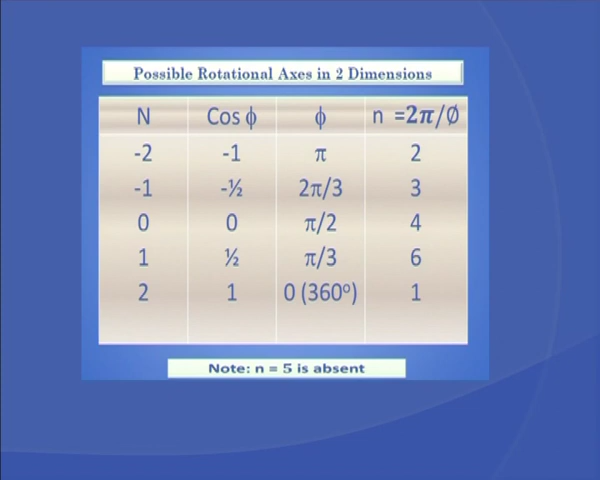 Possible Rotational Axes in 2 Dimensions
N Cos ϕ ϕ n =2π/Ø
-2 -1 π 2
-1 -½ 2π/3 3
0 0 π/2 4
1 ½ π/3 6
2 1 0 (360°) 1
Note: n = 5 is absent